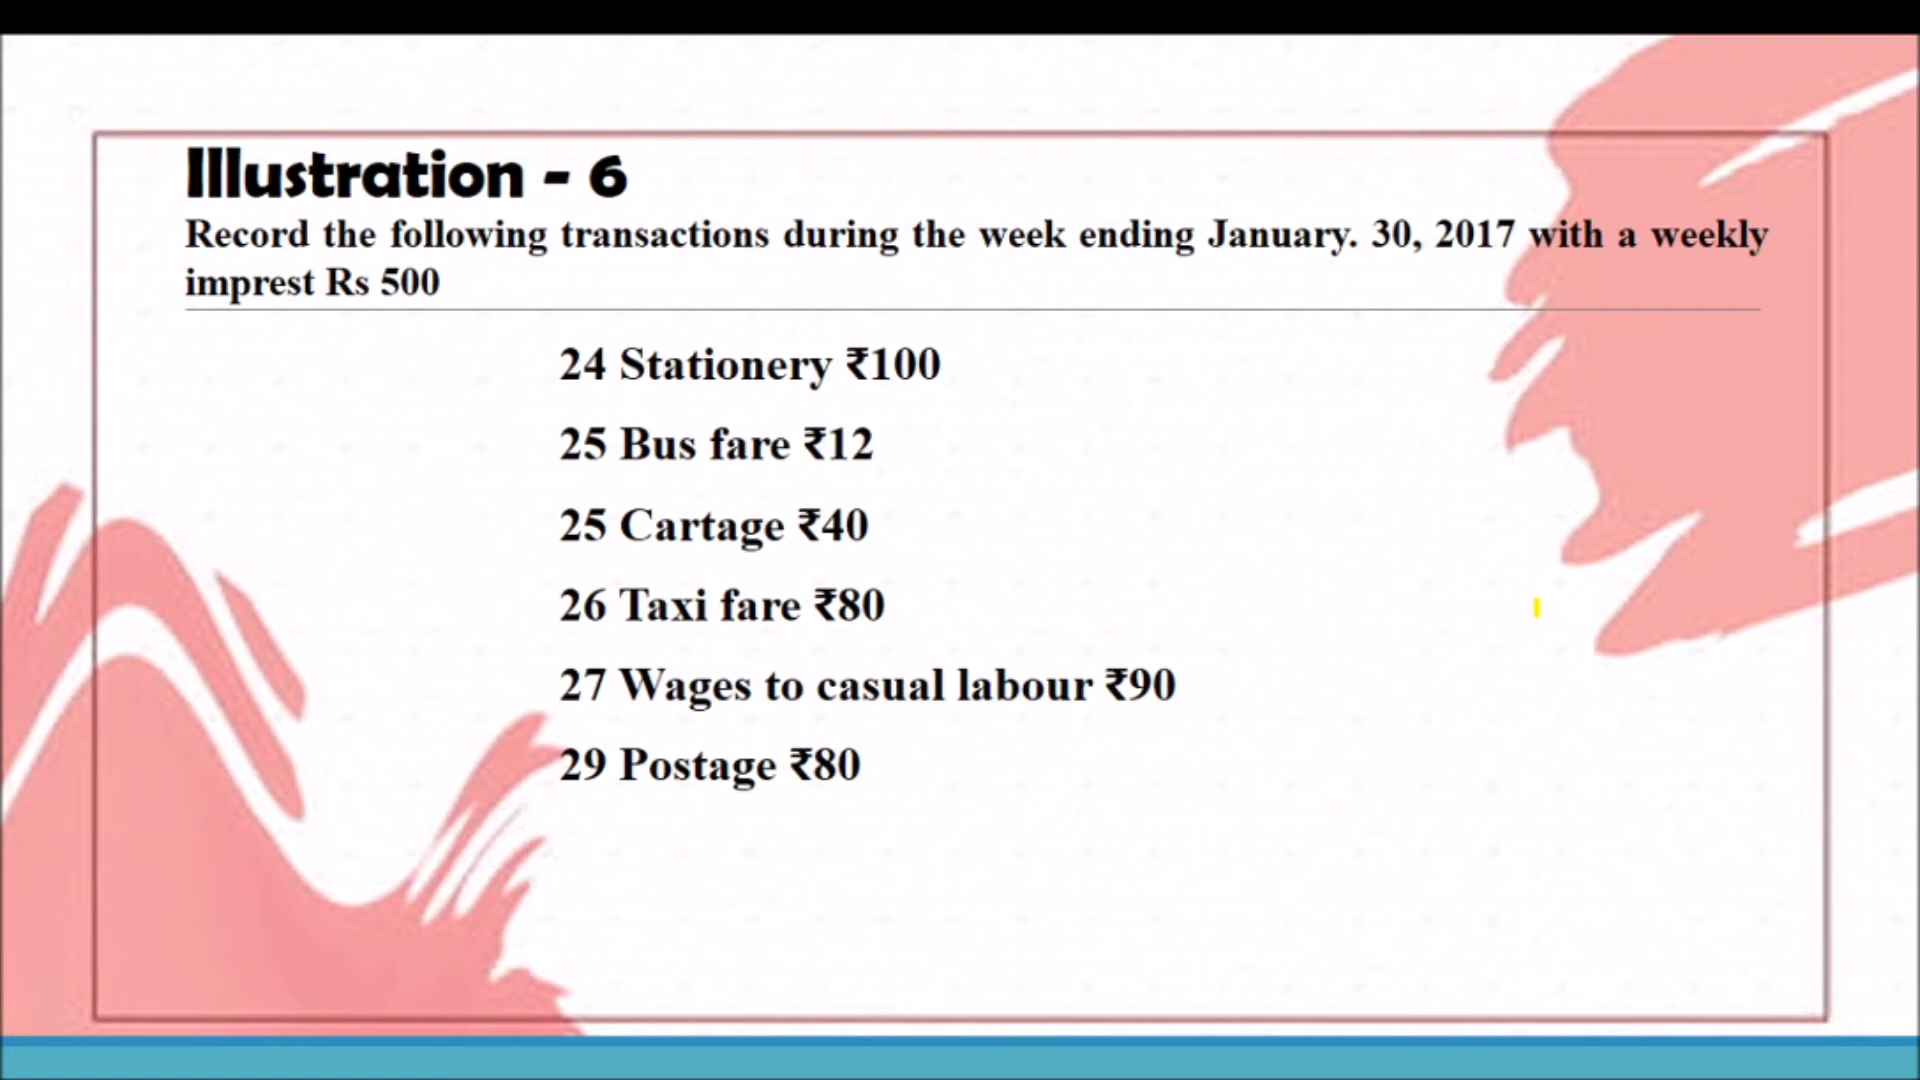 Illustration - 6
Record the following transactions during the week ending January. 30, 2017 with a weekly
imprest Rs 500
24 Stationery ₹100
25 Bus fare ₹12
25 Cartage ₹40
26 Taxi fare ₹80
27 Wages to casual labour ₹90
29 Postage ₹80